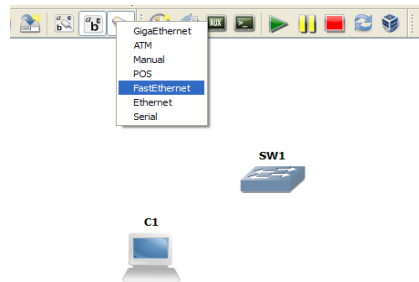 a b c
a b c
AUX
GigaEthernet
ATM
Manual
POS
FastEthernet
Ethernet
Serial
SW1
C1